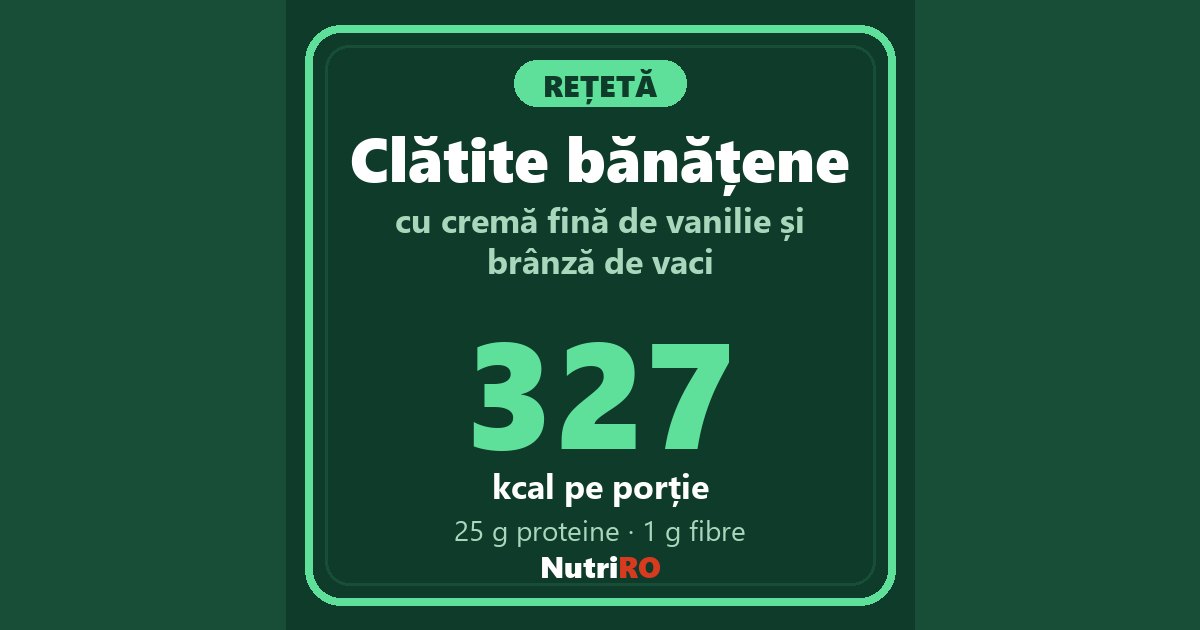 REȚETĂ
Clătite bănățene
cu cremă fină de vanilie și
brânză de vaci
327
kcal pe porție
25 g proteine · 1 g fibre
NutriRO